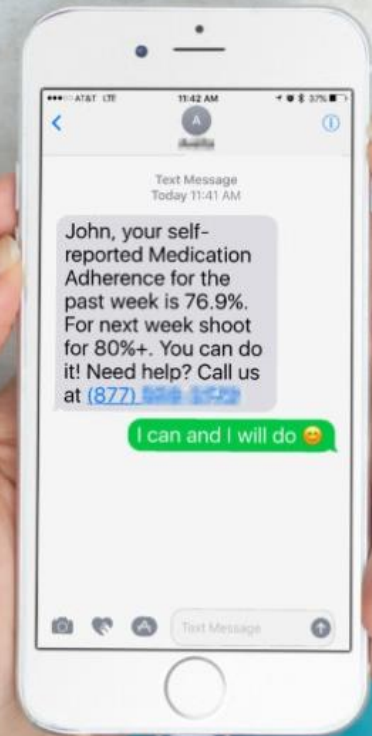 AT&T LTE 11:42 AM 37%
A
Text Message
Today 11:41 AM
John, your self-
reported Medication
Adherence for the
past week is 76.9%.
For next week shoot
for 80%+. You can do
it! Need help? Call us
at (877)
I can and I will do 😊
Text Message